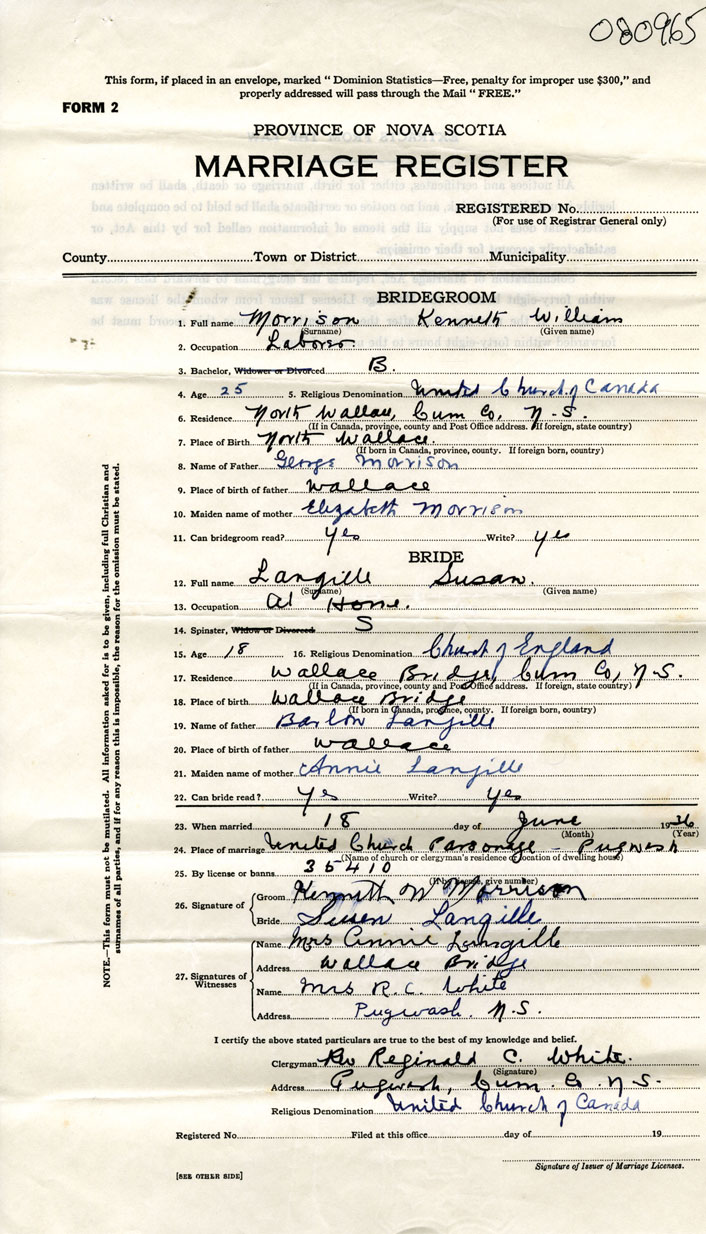 080965
This form, if placed in an envelope, marked “ Dominion Statistics—Free, penalty for improper use $300,” and
properly addressed will pass through the Mail “ FREE.”
FORM 2
PROVINCE OF NOVA SCOTIA
MARRIAGE REGISTER
REGISTERED No.
(For use of Registrar General only)
County Town or District Municipality
BRIDEGROOM
1. Full name Morrison Kenneth William
(Surname) (Given name)
2. Occupation Laborer
3. Bachelor, Widower or Divorced B.
4. Age 25 5. Religious Denomination United Church of Canada
6. Residence North Wallace, Cum Co, N-S.
(If in Canada, province, county and Post Office address. If foreign, state country)
7. Place of Birth North Wallace.
(If born in Canada, province, county. If foreign born, country)
8. Name of Father George Morrison
9. Place of birth of father Wallace
10. Maiden name of mother Elizabeth Morrison
11. Can bridegroom read? Yes Write? Yes
BRIDE
12. Full name Langille Susan.
(Surname) (Given name)
13. Occupation At Home.
14. Spinster, Widow or Divorced S
15. Age 18 16. Religious Denomination Church of England
17. Residence Wallace Bridge, Cum Co, N-S.
(If in Canada, province, county and Post Office address. If foreign, state country)
18. Place of birth Wallace Bridge
(If born in Canada, province, county. If foreign born, country)
19. Name of father Langille
20. Place of birth of father Wallace
21. Maiden name of mother Annie Langille
22. Can bride read? Yes Write? Yes
23. When married 18 day of June 1936
(Month) (Year)
24. Place of marriage United Church Parsonage - Pugwash
(Name of church or clergyman's residence or location of dwelling house)
25. By license or banns 35410
(If by license, give number)
26. Signature of
Groom Kenneth W Morrison
Bride Susan Langille
27. Signatures of Witnesses
Name Mrs Annie Langille
Address Wallace Bridge
Name Mrs R. C. White
Address Pugwash. N.S.
I certify the above stated particulars are true to the best of my knowledge and belief.
Clergyman Rev Reginald C. White.
(Signature)
Address Pugwash, Cum. Co. N-S.
Religious Denomination United Church of Canada
Registered No. Filed at this office day of 19
Signature of Issuer of Marriage Licenses.
[SEE OTHER SIDE]
NOTE.—This form must not be mutilated. All information asked for is to be given, including full Christian and
surnames of all parties, and if for any reason this is impossible, the reason for the omission must be stated.